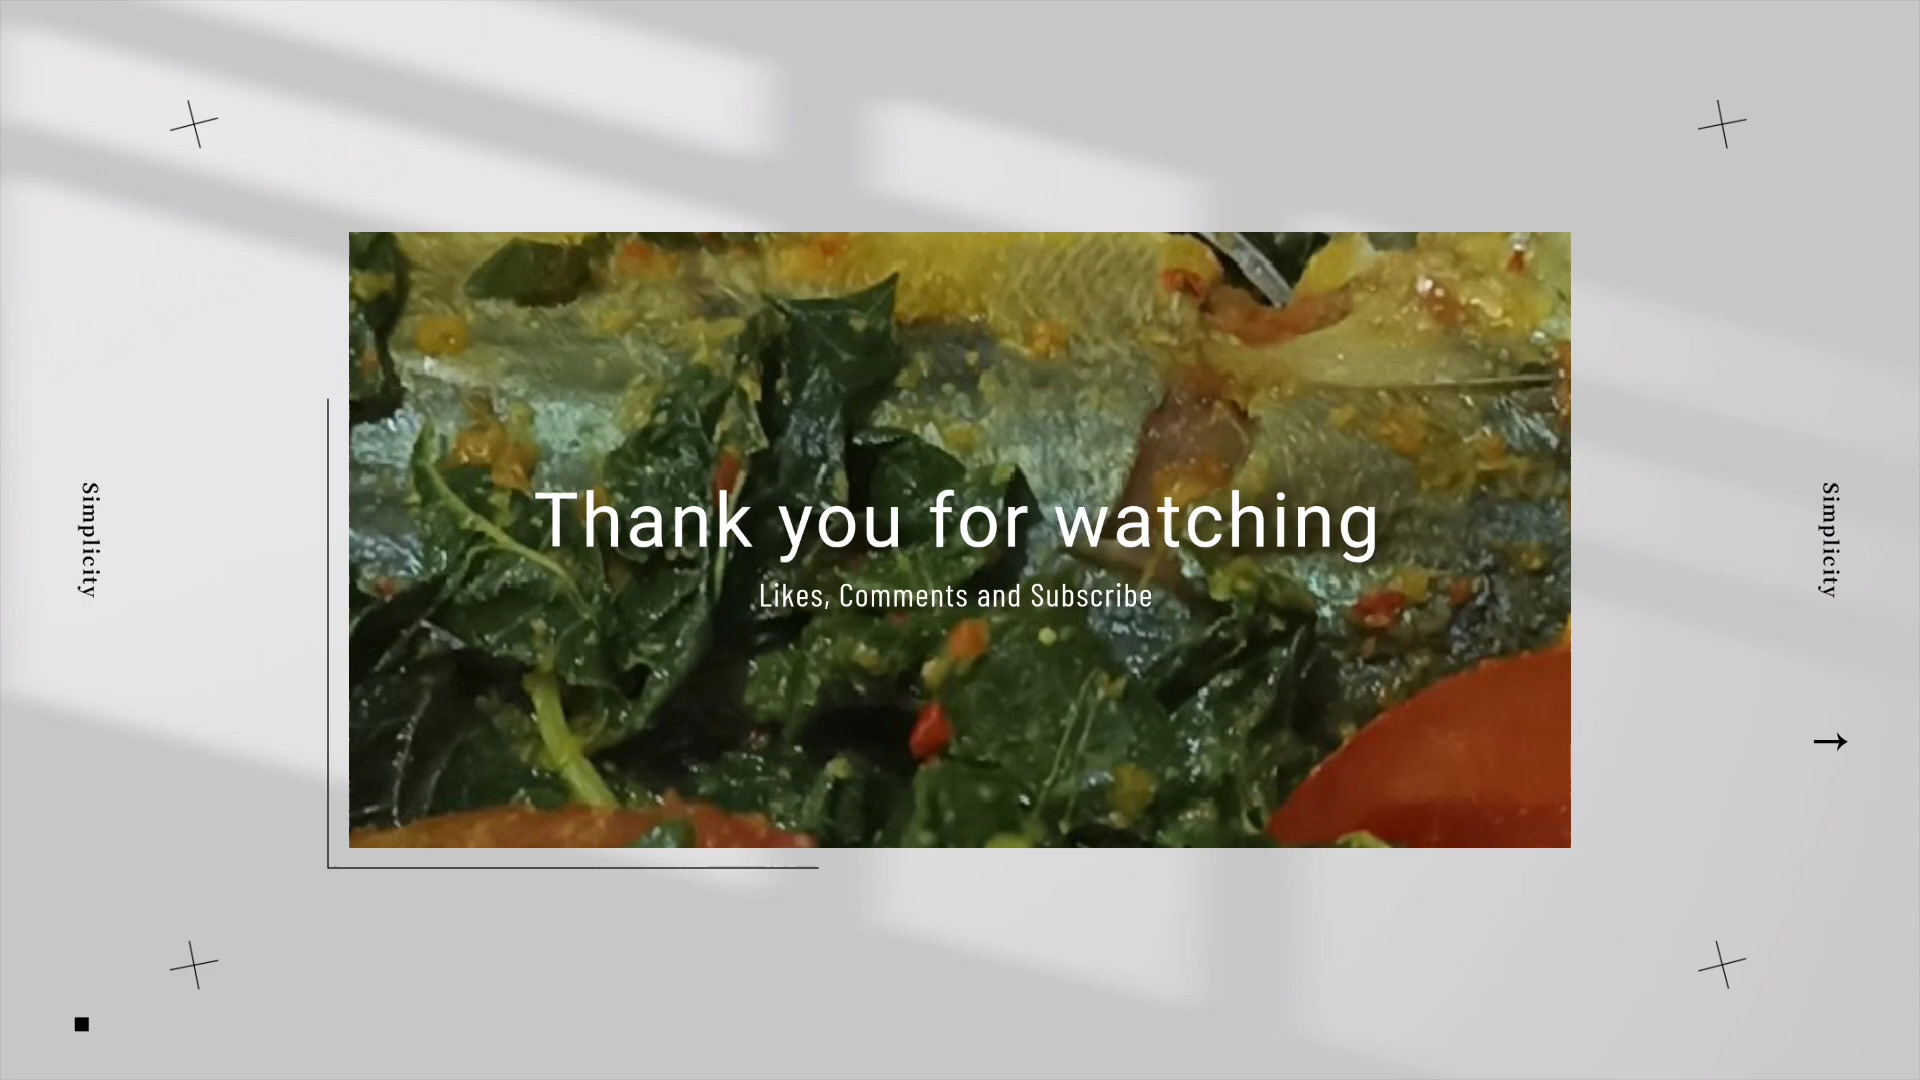 Simplicity
Thank you for watching
Likes, Comments and Subscribe
Simplicity